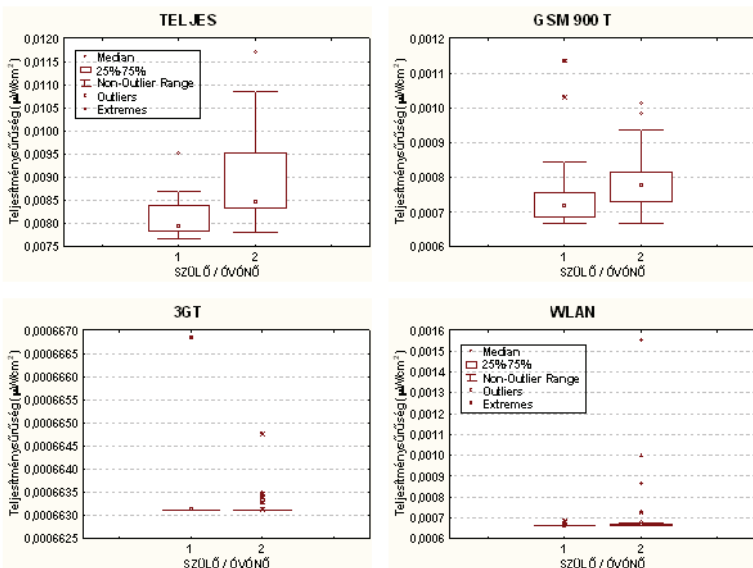 TELJES
Teljesítménysűrűség ( µW/cm²)
0,0120
0,0115
0,0110
0,0105
0,0100
0,0095
0,0090
0,0085
0,0080
0,0075
Median
25%-75%
Non-Outlier Range
Outliers
Extremes
1 2
SZÜLŐ / ÓVÓNŐ
GSM 900 T
Teljesítménysűrűség ( µW/cm²)
0,0012
0,0011
0,0010
0,0009
0,0008
0,0007
0,0006
1 2
SZÜLŐ / ÓVÓNŐ
3GT
Teljesítménysűrűség ( µW/cm²)
0,0006670
0,0006665
0,0006660
0,0006655
0,0006650
0,0006645
0,0006640
0,0006635
0,0006630
0,0006625
1 2
SZÜLŐ / ÓVÓNŐ
WLAN
Teljesítménysűrűség ( µW/cm²)
0,0016
0,0015
0,0014
0,0013
0,0011
0,0010
0,0009
0,0008
0,0007
0,0006
Median
25%-75%
Non-Outlier Range
Outliers
Extremes
1 2
SZÜLŐ / ÓVÓNŐ